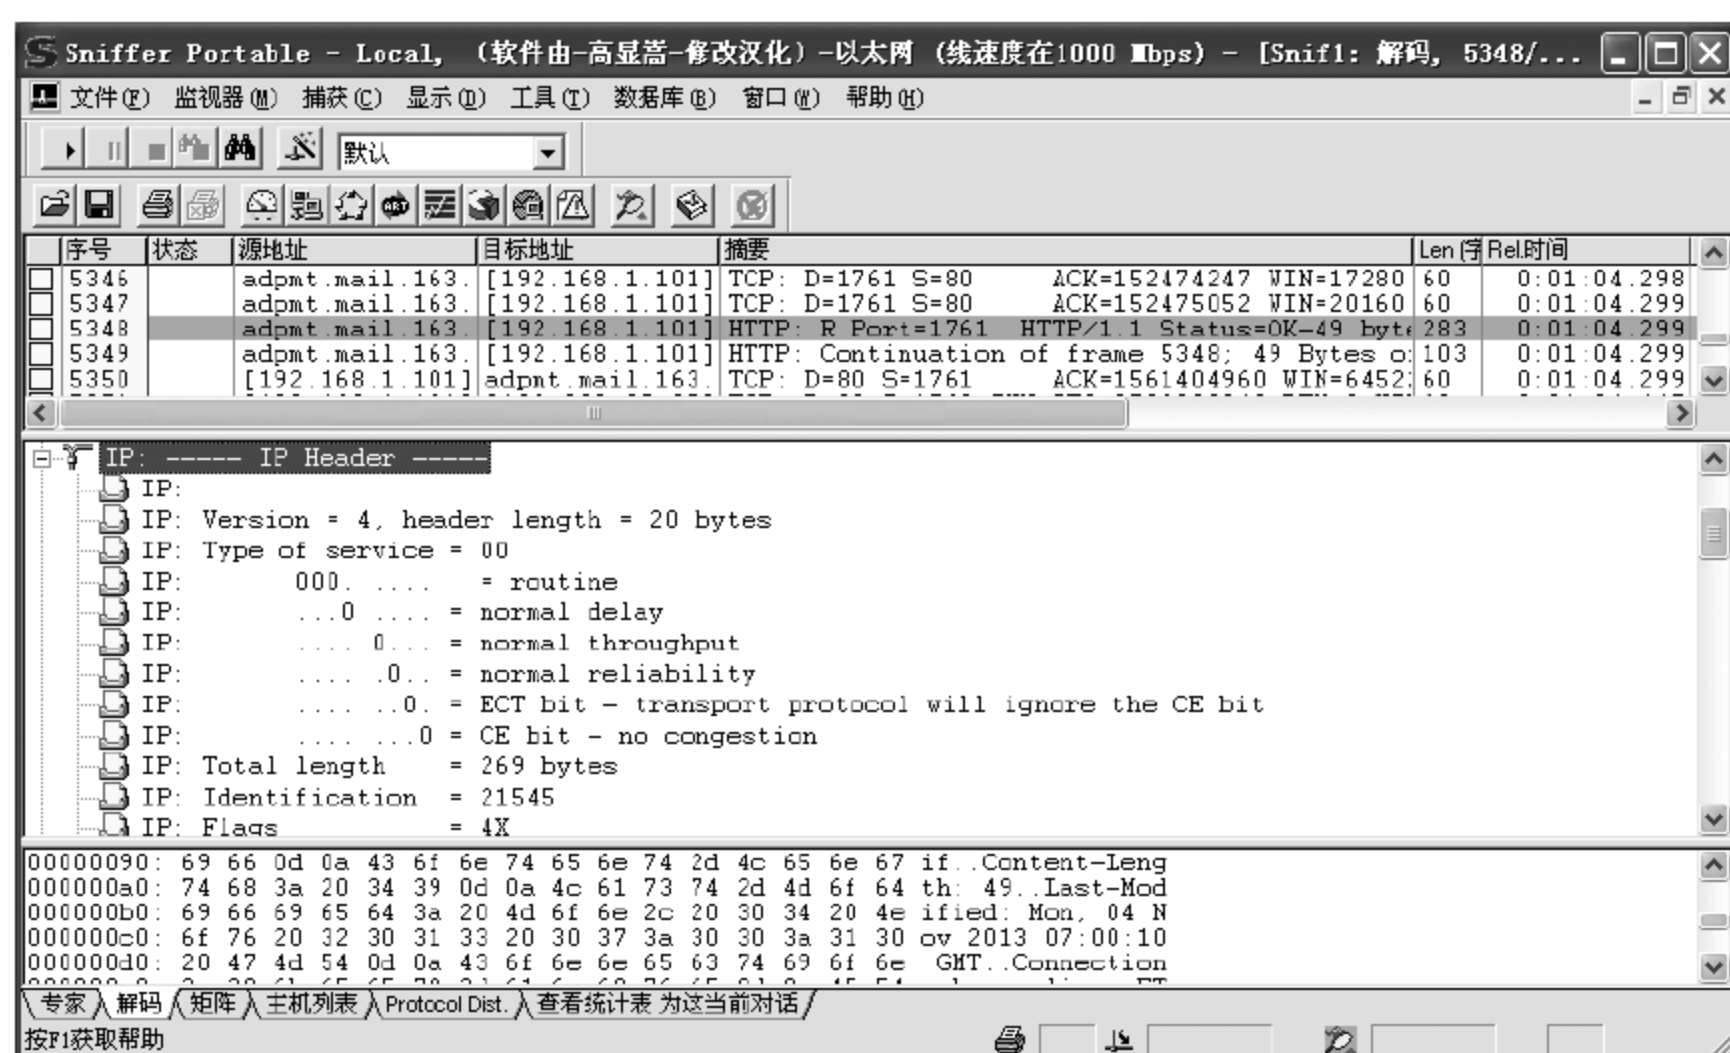 Sniffer Portable - Local, (软件由-高显嵩-修改汉化)-以太网 (线速度在1000 Mbps) - [Snif1: 解码, 5348/...
文件(F) 监视器(M) 捕获(C) 显示(D) 工具(T) 数据库(B) 窗口(W) 帮助(H)
默认
序号 状态 源地址 目标地址 摘要 Len (字 Rel.时间
5346 adpmt.mail.163. [192.168.1.101] TCP: D=1761 S=80 ACK=152474247 WIN=17280 60 0:01:04.298
5347 adpmt.mail.163. [192.168.1.101] TCP: D=1761 S=80 ACK=152475052 WIN=20160 60 0:01:04.299
5348 adpmt.mail.163. [192.168.1.101] HTTP: R Port=1761 HTTP/1.1 Status=OK-49 byte 283 0:01:04.299
5349 adpmt.mail.163. [192.168.1.101] HTTP: Continuation of frame 5348; 49 Bytes o 103 0:01:04.299
5350 [192.168.1.101] adpmt.mail.163. TCP: D=80 S=1761 ACK=1561404960 WIN=6452 60 0:01:04.299
IP: ----- IP Header -----
IP:
IP: Version = 4, header length = 20 bytes
IP: Type of service = 00
IP: 000. .... = routine
IP: ...0 .... = normal delay
IP: .... 0... = normal throughput
IP: .... .0.. = normal reliability
IP: .... ..0. = ECT bit - transport protocol will ignore the CE bit
IP: .... ...0 = CE bit - no congestion
IP: Total length = 269 bytes
IP: Identification = 21545
IP: Flags = 4X
00000090: 69 66 0d 0a 43 6f 6e 74 65 6e 74 2d 4c 65 6e 67 if..Content-Leng
000000a0: 74 68 3a 20 34 39 0d 0a 4c 61 73 74 2d 4d 6f 64 th: 49..Last-Mod
000000b0: 69 66 69 65 64 3a 20 4d 6f 6e 2c 20 30 34 20 4e ified: Mon, 04 N
000000c0: 6f 76 20 32 30 31 33 20 30 37 3a 30 30 3a 31 30 ov 2013 07:00:10
000000d0: 20 47 4d 54 0d 0a 43 6f 6e 6e 65 63 74 69 6f 6e GMT..Connection
专家 解码 矩阵 主机列表 Protocol Dist. 查看统计表 为这当前对话
按F1获取帮助